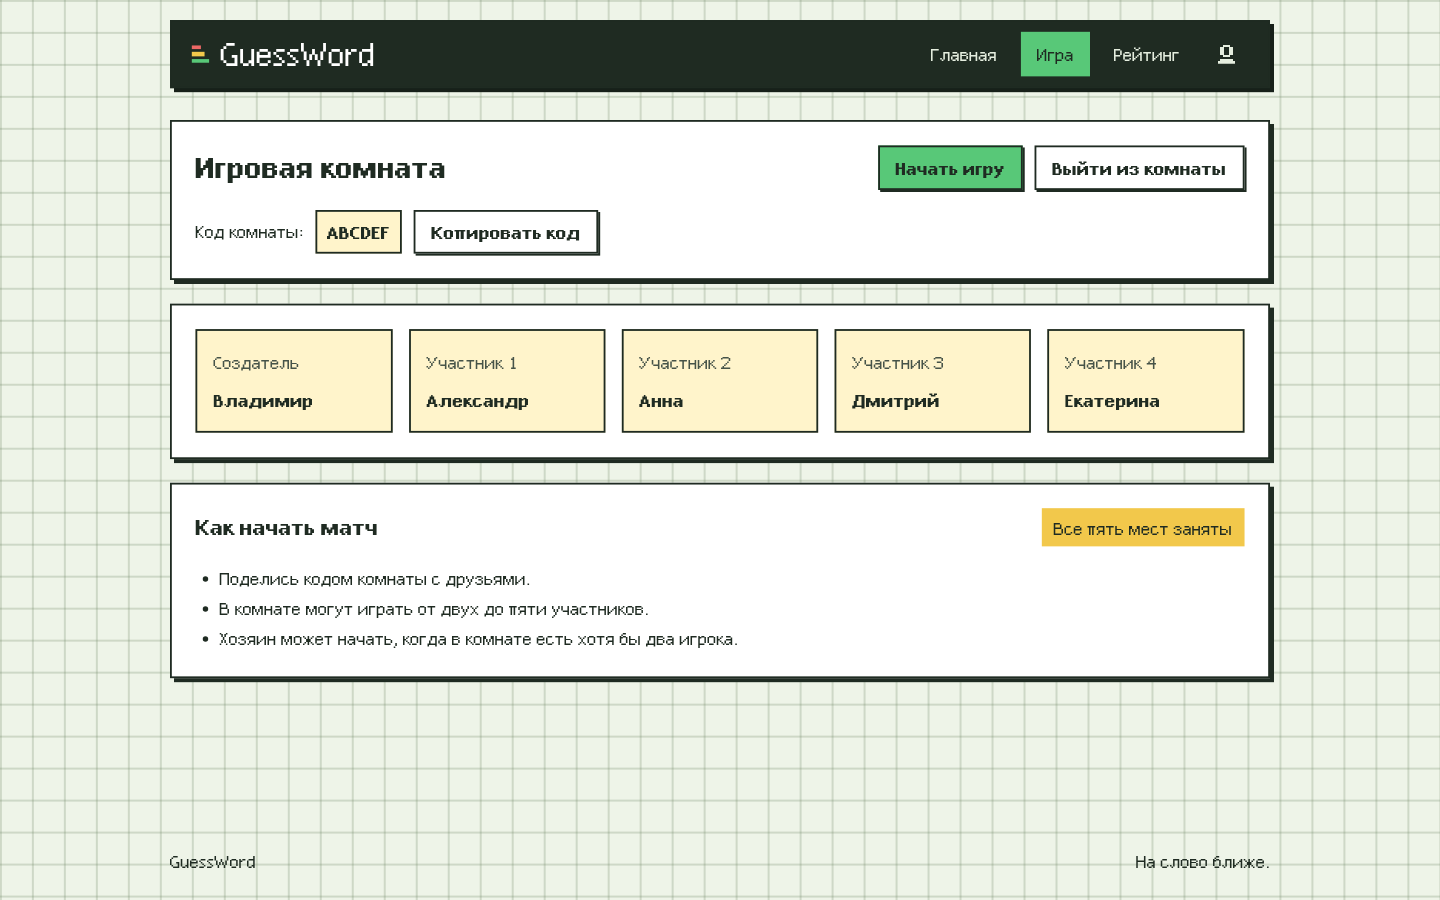 GuessWord
Главная Игра Рейтинг
Игровая комната
Начать игру Выйти из комнаты
Код комнаты: ABCDEF Копировать код
Создатель Участник 1 Участник 2 Участник 3 Участник 4
Владимир Александр Анна Дмитрий Екатерина
Как начать матч
Все пять мест заняты
• Поделись кодом комнаты с друзьями.
• В комнате могут играть от двух до пяти участников.
• Хозяин может начать, когда в комнате есть хотя бы два игрока.
GuessWord
На слово ближе.